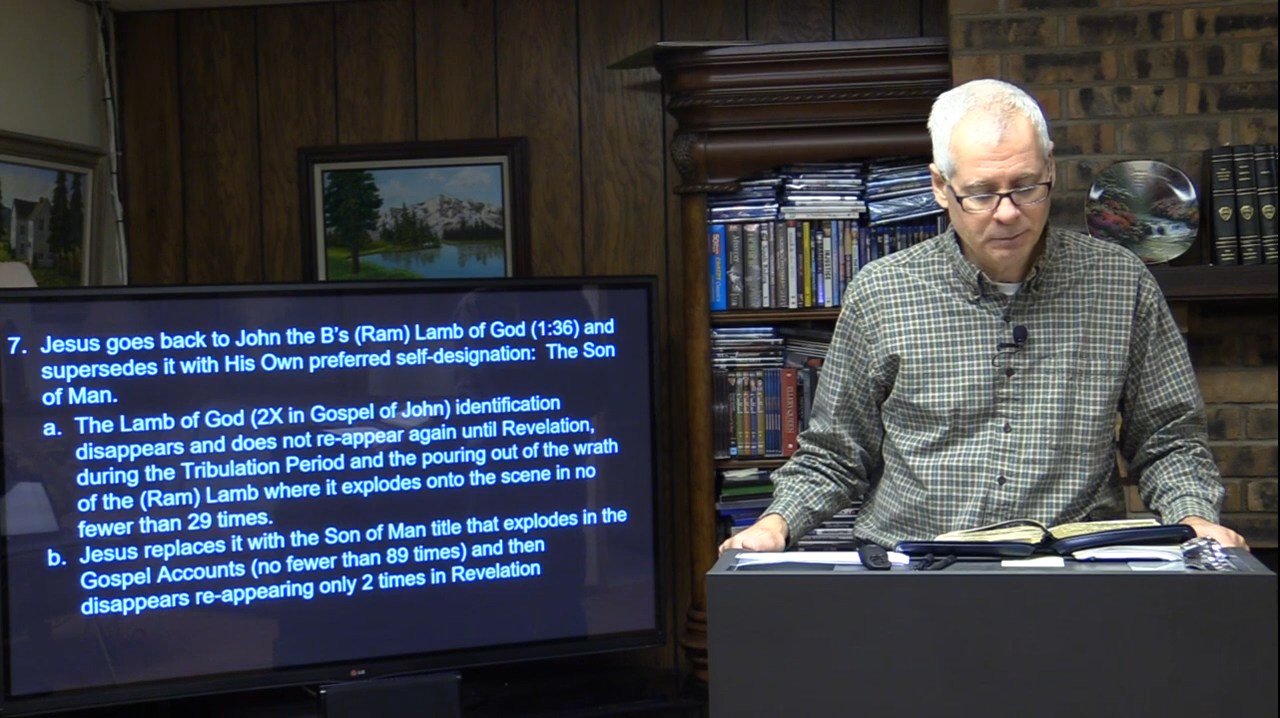 7. Jesus goes back to John the B's (Ram) Lamb of God (1:36) and
supersedes it with His Own preferred self-designation: The Son
of Man.
a. The Lamb of God (2X in Gospel of John) identification
disappears and does not re-appear again until Revelation,
during the Tribulation Period and the pouring out of the wrath
of the (Ram) Lamb where it explodes onto the scene in no
fewer than 29 times.
b. Jesus replaces it with the Son of Man title that explodes in the
Gospel Accounts (no fewer than 89 times) and then
disappears re-appearing only 2 times in Revelation
LG
ELLERY QUEEN